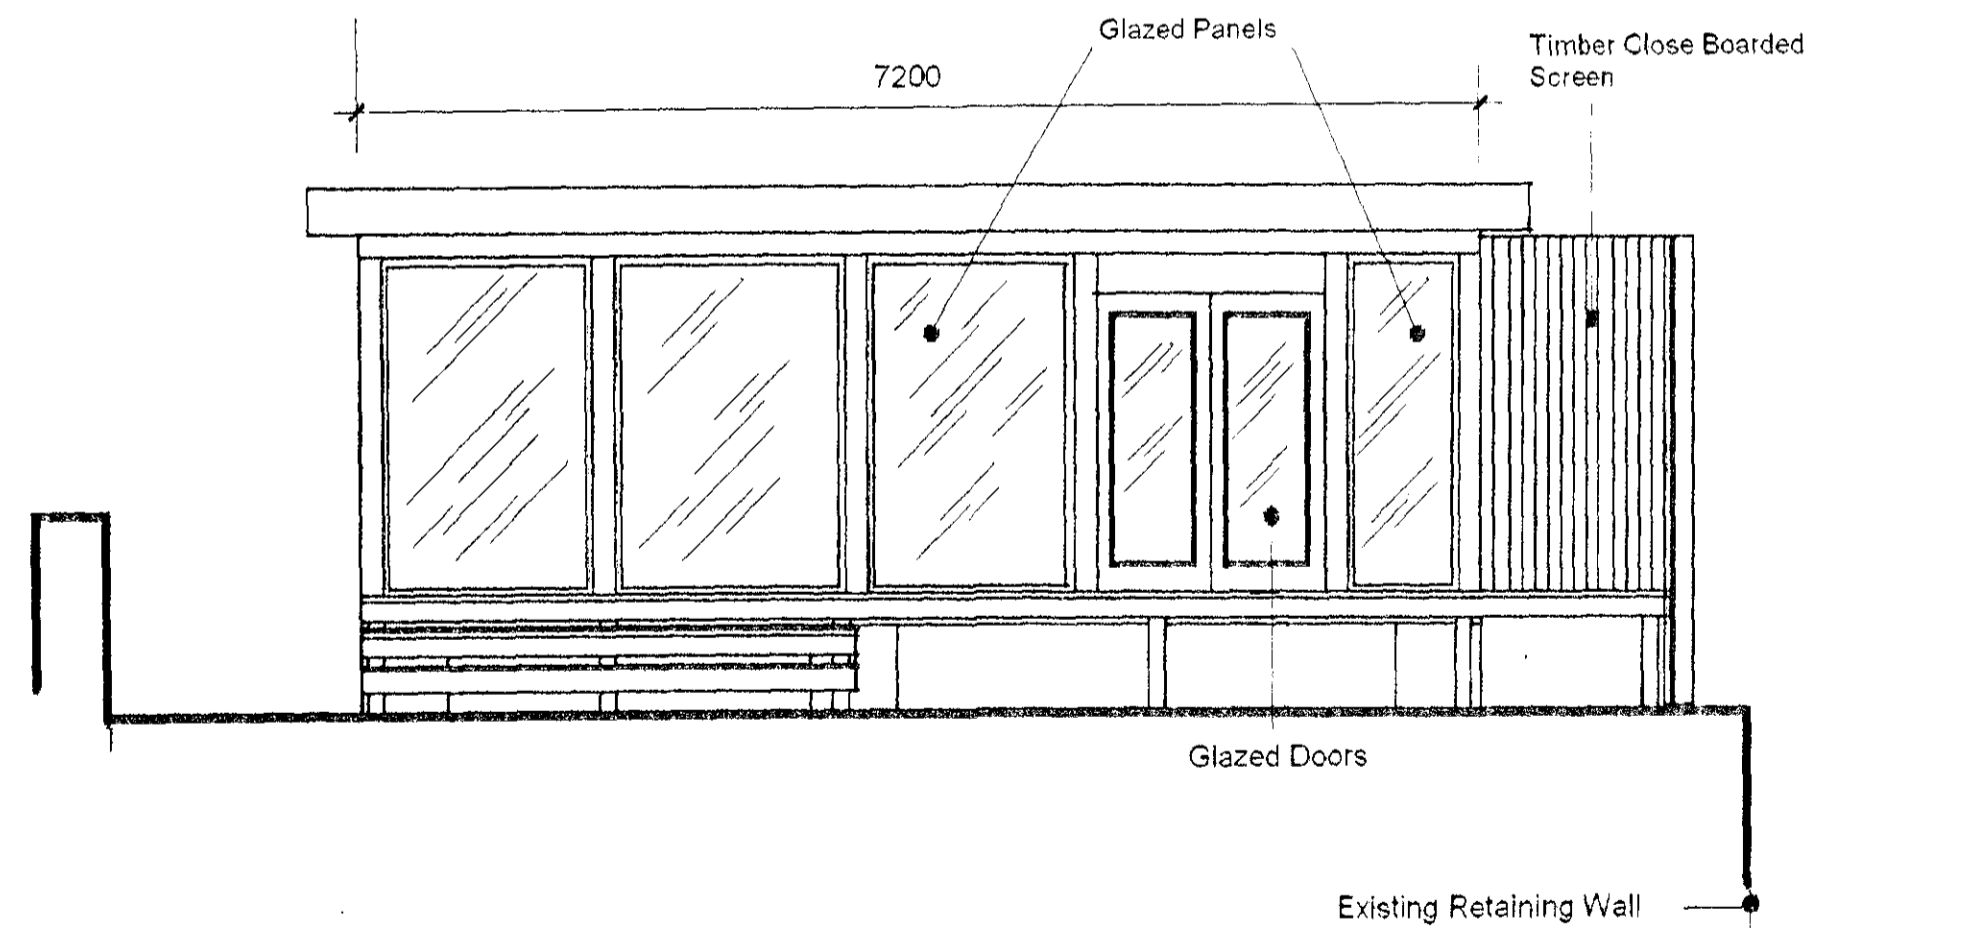 Glazed Panels
Timber Close Boarded
Screen
7200
Glazed Doors
Existing Retaining Wall